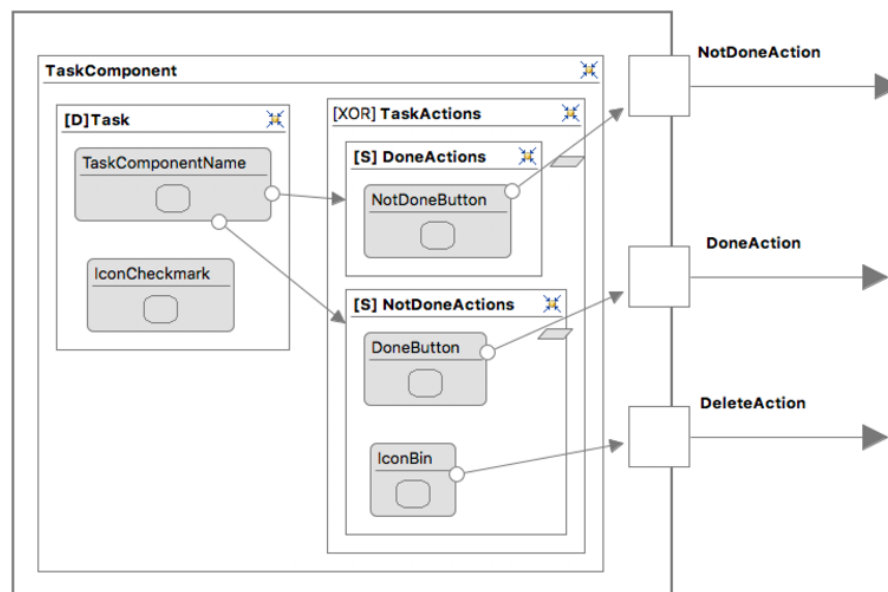 NotDoneAction
TaskComponent
[D]Task
[XOR] TaskActions
TaskComponentName
[S] DoneActions
NotDoneButton
IconCheckmark
DoneAction
[S] NotDoneActions
DoneButton
DeleteAction
IconBin